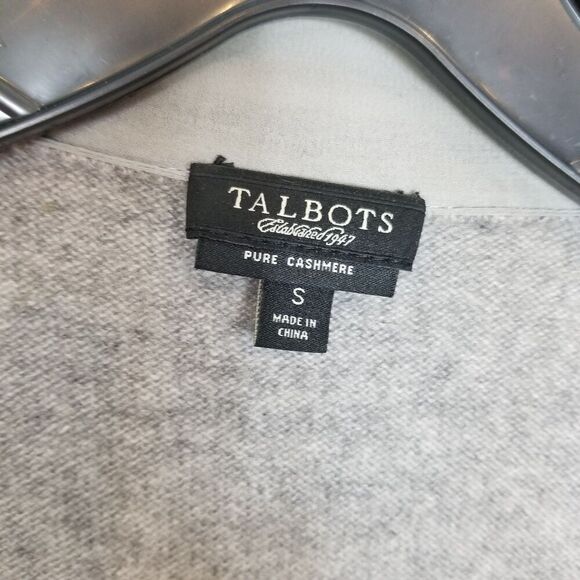 TALBOTS
Established 1947
PURE CASHMERE
S
MADE IN
CHINA